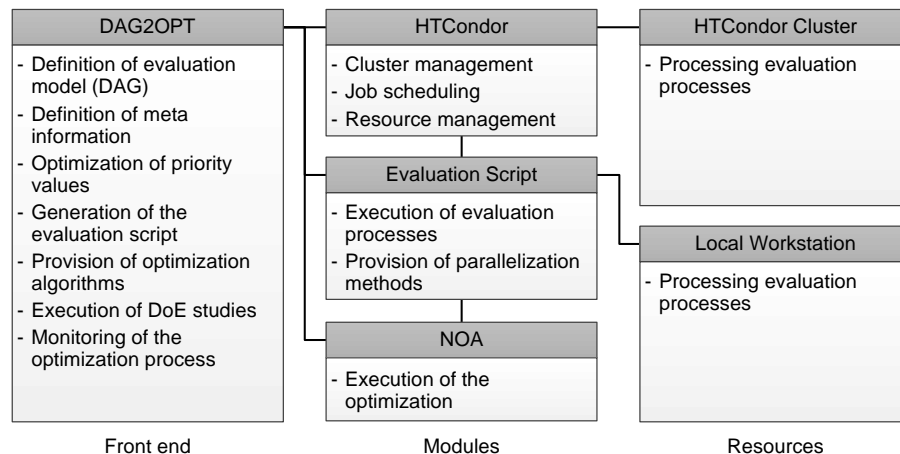 DAG2OPT
- Definition of evaluation
model (DAG)
- Definition of meta
information
- Optimization of priority
values
- Generation of the
evaluation script
- Provision of optimization
algorithms
- Execution of DoE studies
- Monitoring of the
optimization process
Front end
HTCondor
- Cluster management
- Job scheduling
- Resource management
Evaluation Script
- Execution of evaluation
processes
- Provision of parallelization
methods
NOA
- Execution of the
optimization
Modules
HTCondor Cluster
- Processing evaluation
processes
Local Workstation
- Processing evaluation
processes
Resources